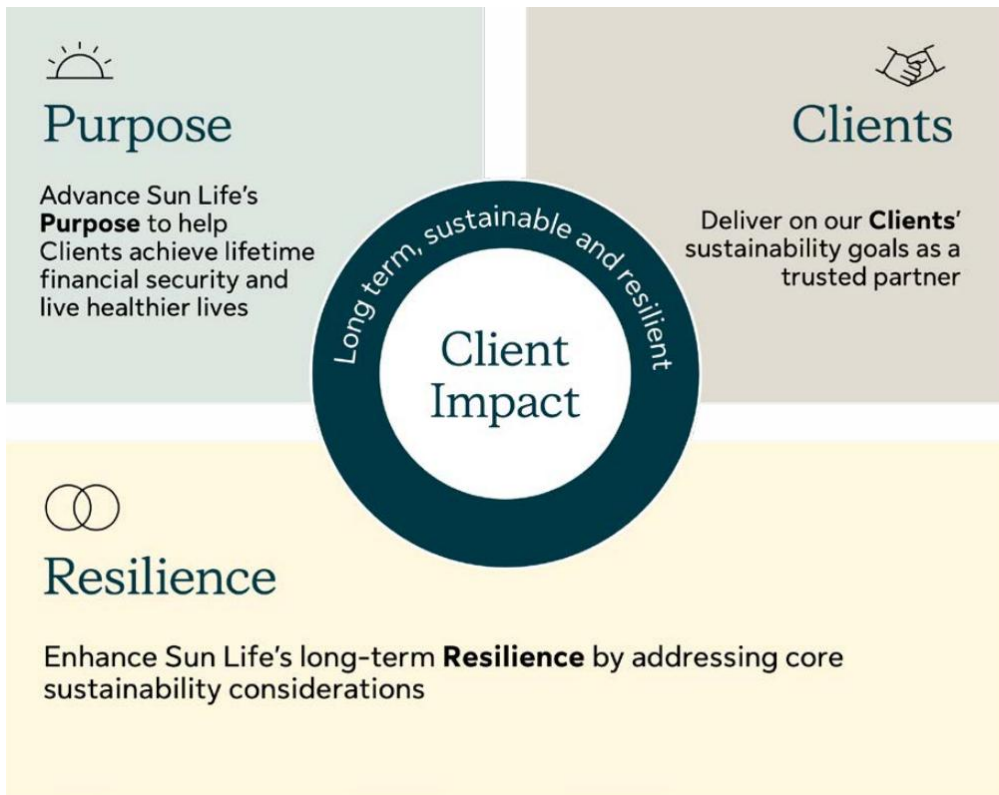 Purpose
Advance Sun Life's
Purpose to help
Clients achieve lifetime
financial security and
live healthier lives
Clients
Deliver on our Clients'
sustainability goals as a
trusted partner
Long term, sustainable and resilient
Client
Impact
Resilience
Enhance Sun Life's long-term Resilience by addressing core
sustainability considerations